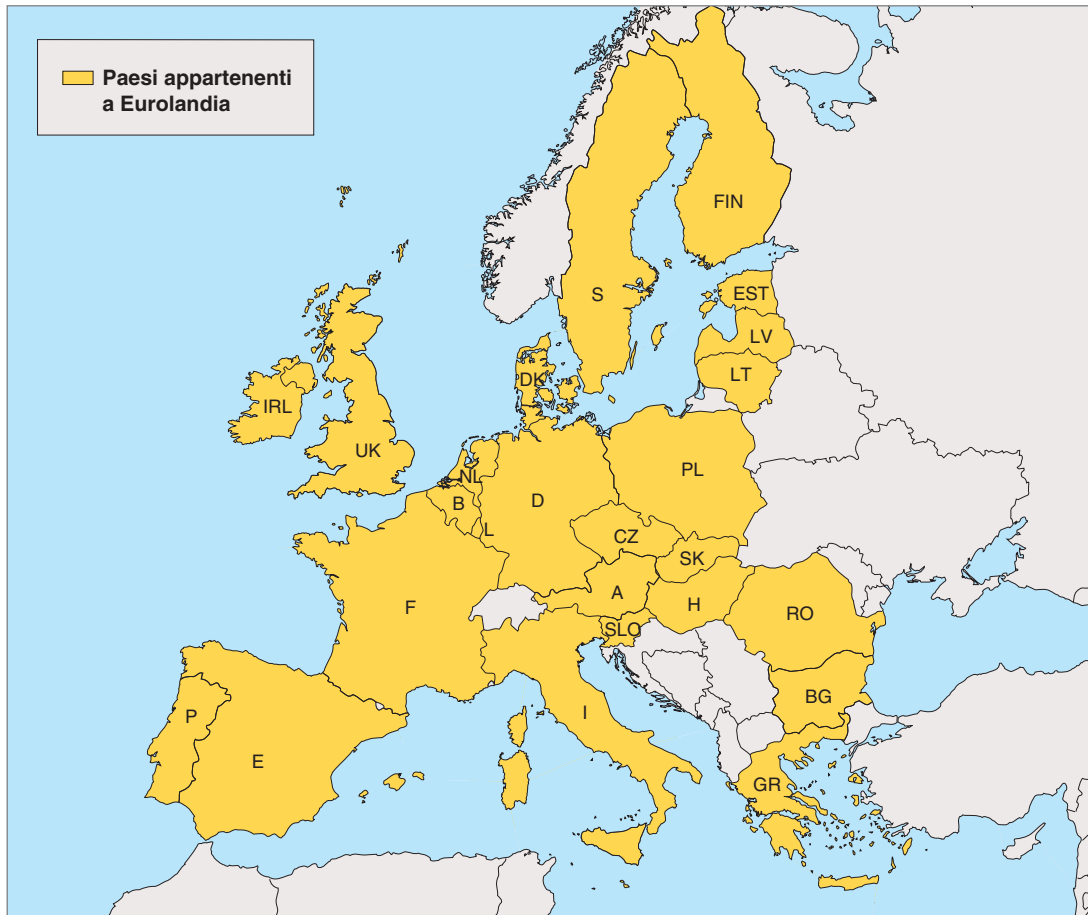 Paesi appartenenti
a Eurolandia
FIN
S
EST
LV
LT
DK
IRL
UK
NL
PL
B
D
L
CZ
SK
A
H
F
SLO
RO
BG
P
I
E
GR